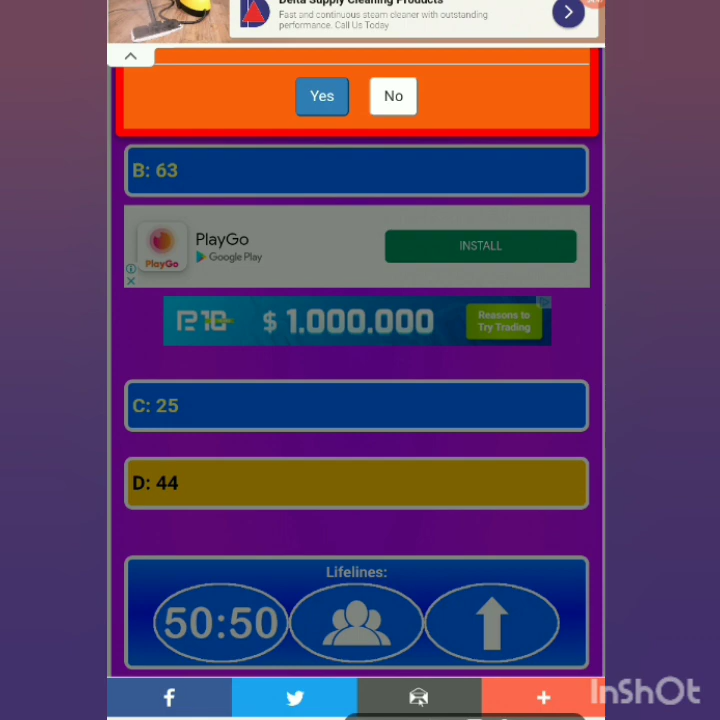 Delta Supply Cleaning Products
Fast and continuous steam cleaner with outstanding
performance. Call Us Today
Yes
No
B: 63
PlayGo
Google Play
PlayGo
INSTALL
$ 1.000.000
Reasons to
Try Trading
C: 25
D: 44
Lifelines:
50:50
InShOt